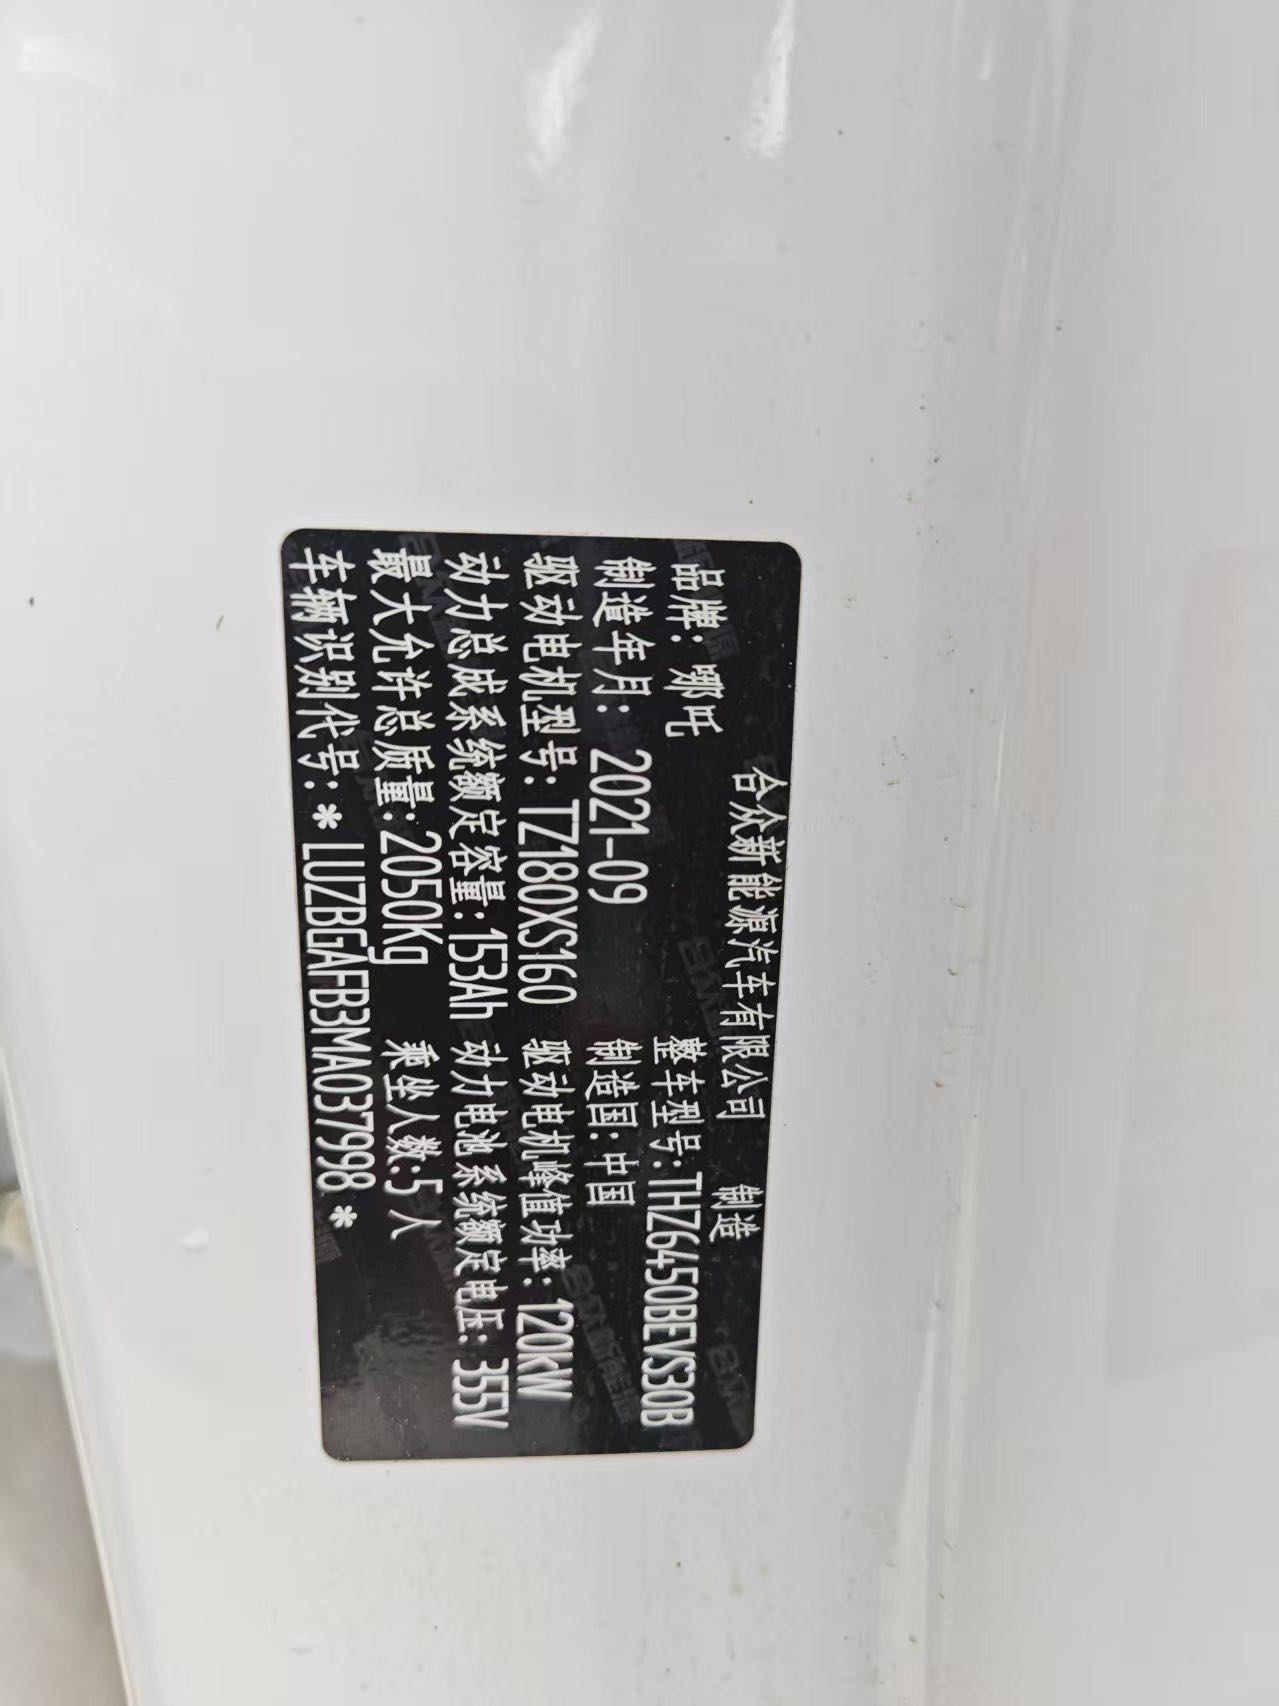 合众新能源汽车有限公司 制造
品牌：哪吒 整车型号：THZ6450BEVS30B
制造年月：2021-09 制造国：中国
驱动电机型号：TZ180XS160 驱动电机峰值功率：120kW
动力总成系统额定容量：153Ah 动力电池系统额定电压：355V
最大允许总质量：2050Kg 乘坐人数：5人
车辆识别代号：*LUZBGAFB3MA037998*